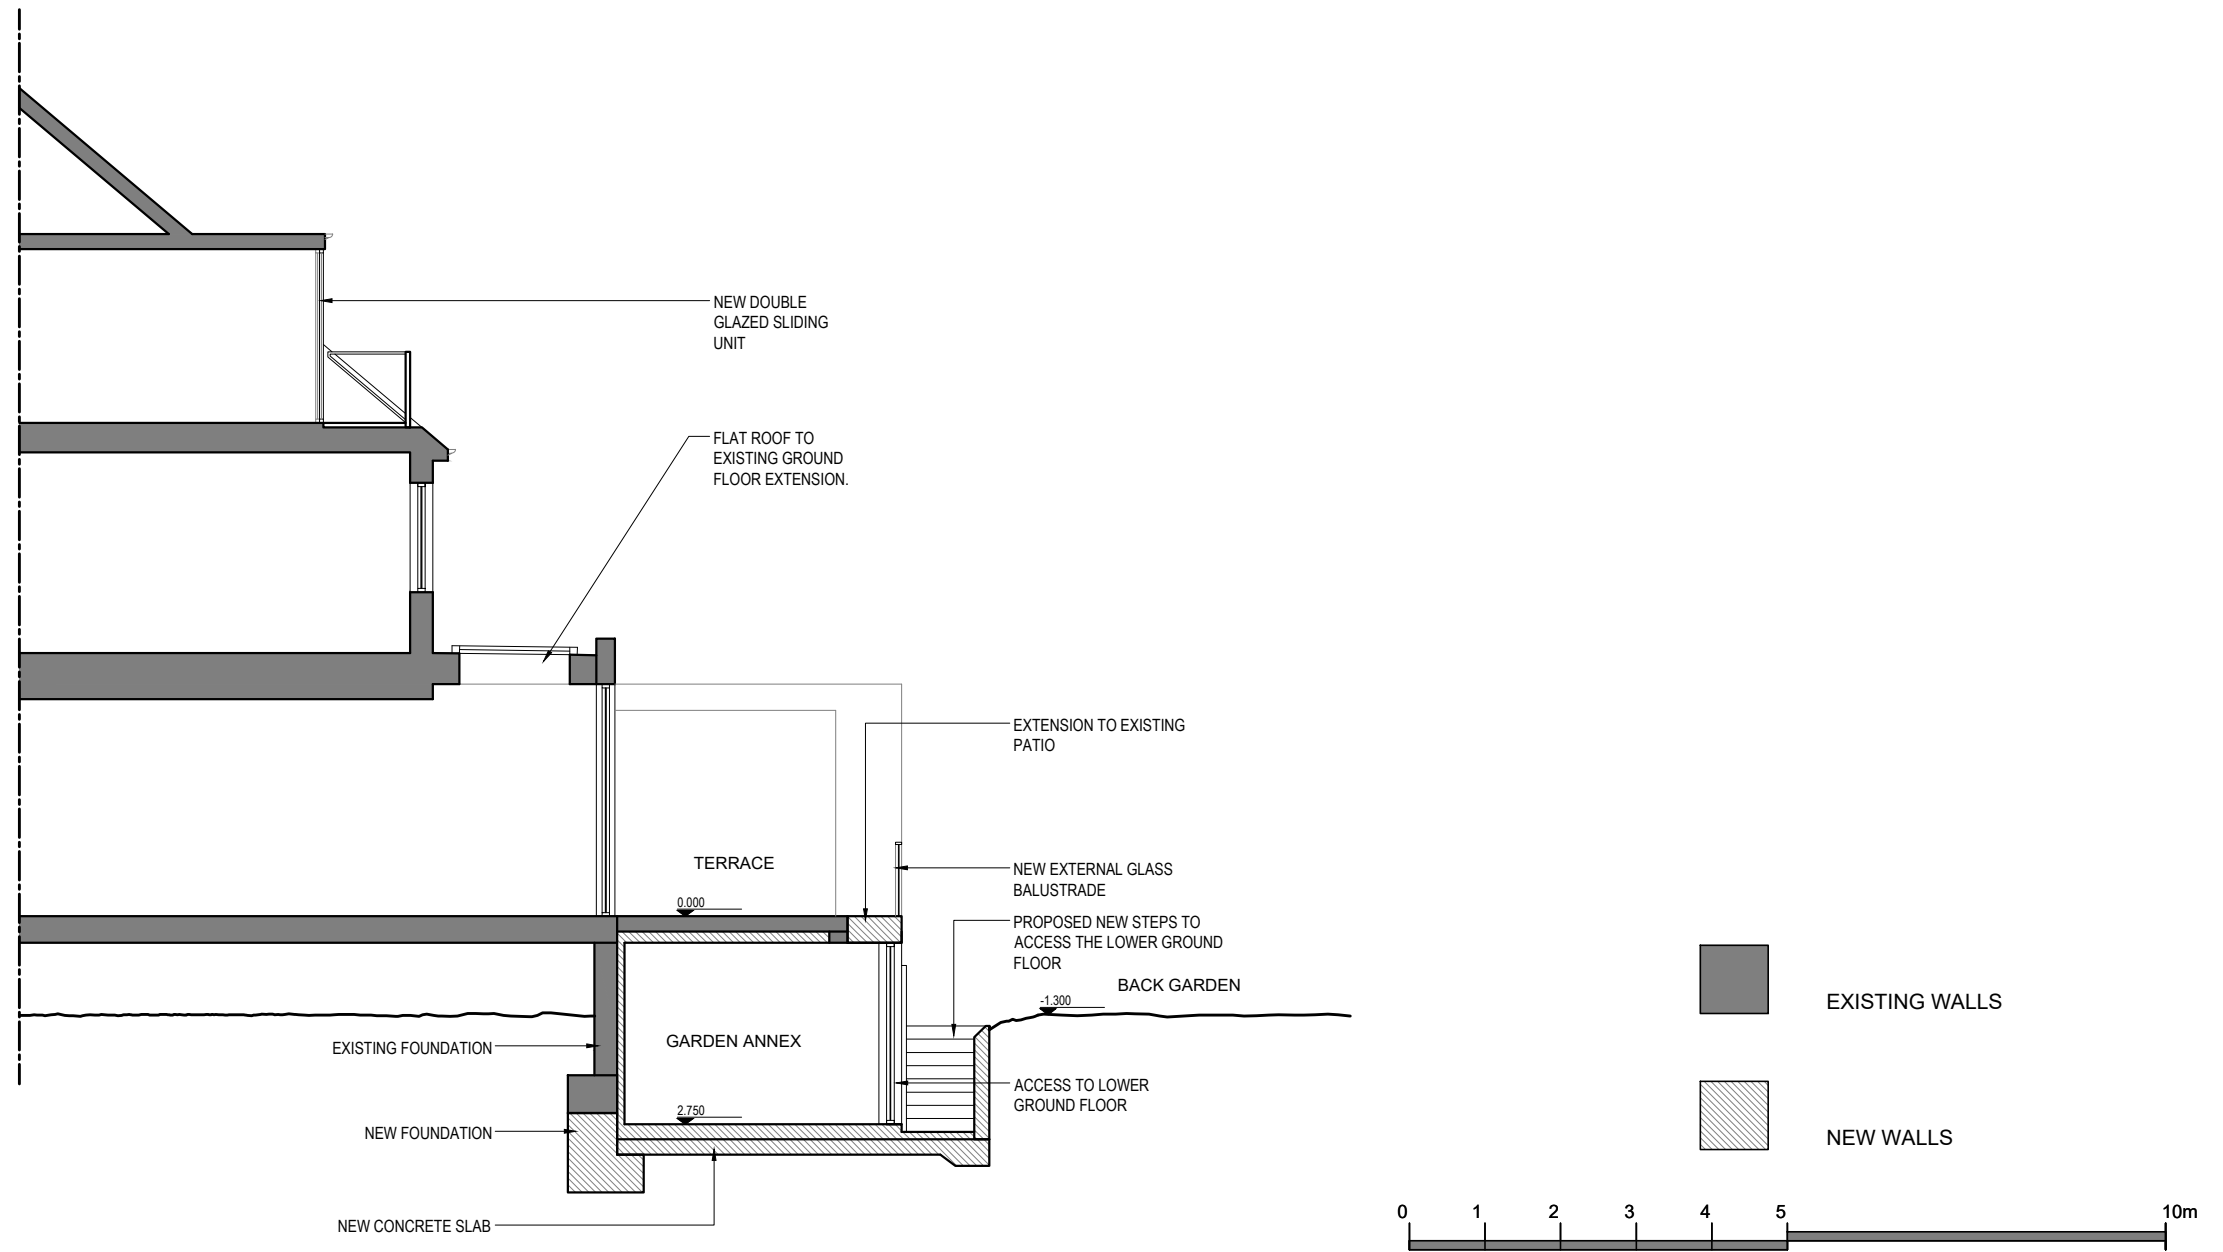 NEW DOUBLE
GLAZED SLIDING
UNIT
FLAT ROOF TO
EXISTING GROUND
FLOOR EXTENSION.
EXTENSION TO EXISTING
PATIO
TERRACE
NEW EXTERNAL GLASS
BALUSTRADE
0.000
PROPOSED NEW STEPS TO
ACCESS THE LOWER GROUND
FLOOR
BACK GARDEN
-1.300
EXISTING WALLS
GARDEN ANNEX
EXISTING FOUNDATION
ACCESS TO LOWER
GROUND FLOOR
2.750
NEW FOUNDATION
NEW WALLS
NEW CONCRETE SLAB
0 1 2 3 4 5 10m